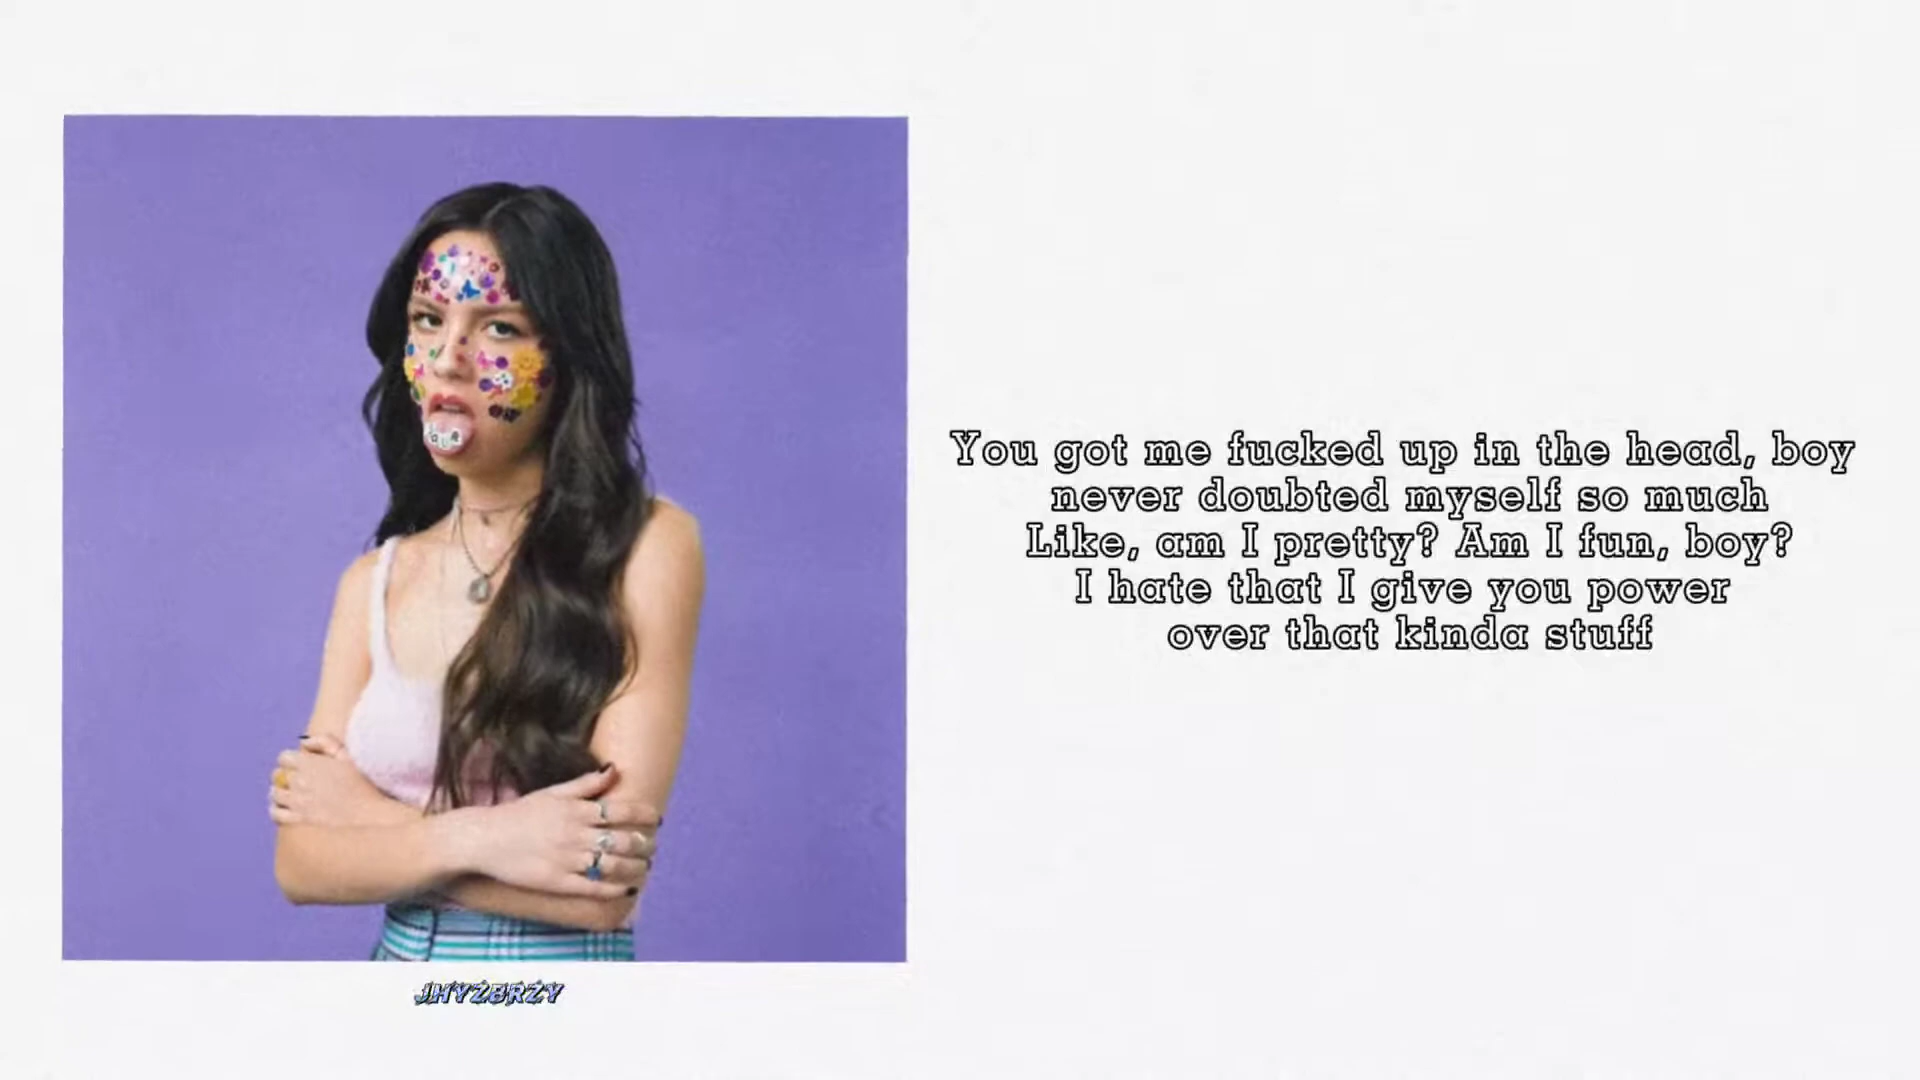 You got me fucked up in the head, boy
never doubted myself so much
Like, am I pretty? Am I fun, boy?
I hate that I give you power
over that kinda stuff
JHYZBRZY